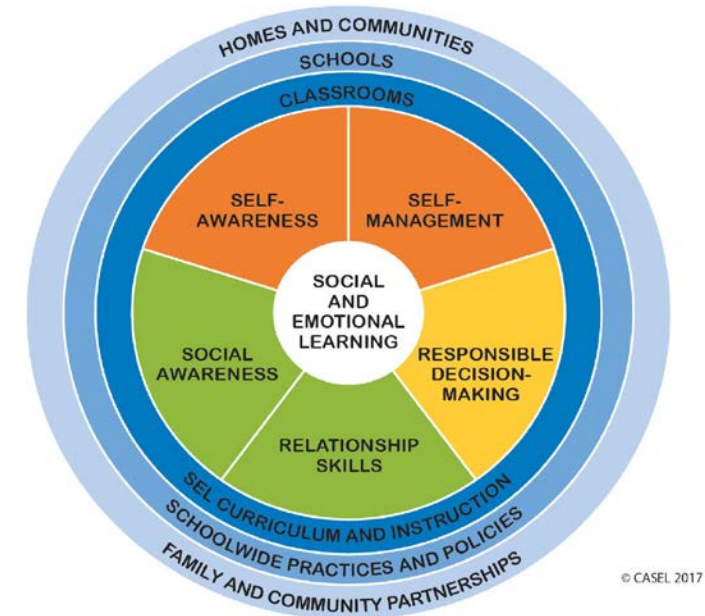 HOMES AND COMMUNITIES
SCHOOLS
CLASSROOMS
SELF-
AWARENESS
SELF-
MANAGEMENT
SOCIAL
AND
EMOTIONAL
LEARNING
SOCIAL
AWARENESS
RESPONSIBLE
DECISION-
MAKING
RELATIONSHIP
SKILLS
SEL CURRICULUM AND INSTRUCTION
SCHOOLWIDE PRACTICES AND POLICIES
FAMILY AND COMMUNITY PARTNERSHIPS
© CASEL 2017